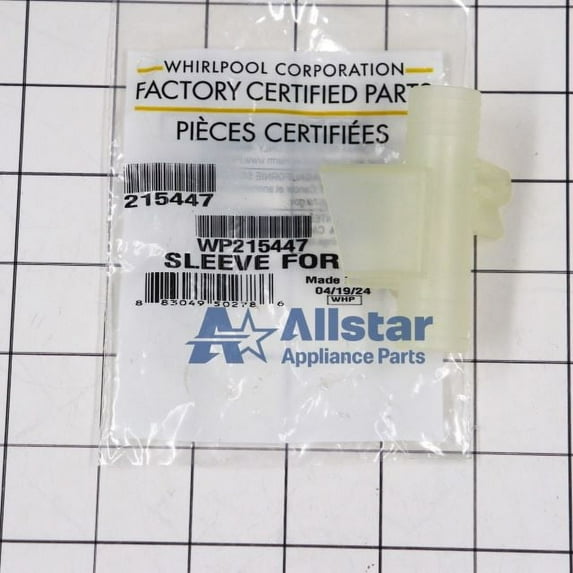 WHIRLPOOL CORPORATION
FACTORY CERTIFIED PARTS
PIÈCES CERTIFIÉES
215447
WP215447
SLEEVE FOR
Made
8 83049 50278 6
04/19/24
WHP
Allstar
Appliance Parts